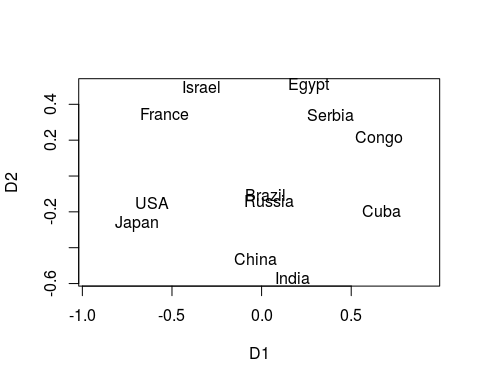 Israel
Egypt
France
Serbia
Congo
USA
Japan
Brazil
Russia
Cuba
China
India
0.4
0.2
-0.2
-0.6
D2
-1.0 -0.5 0.0 0.5
D1